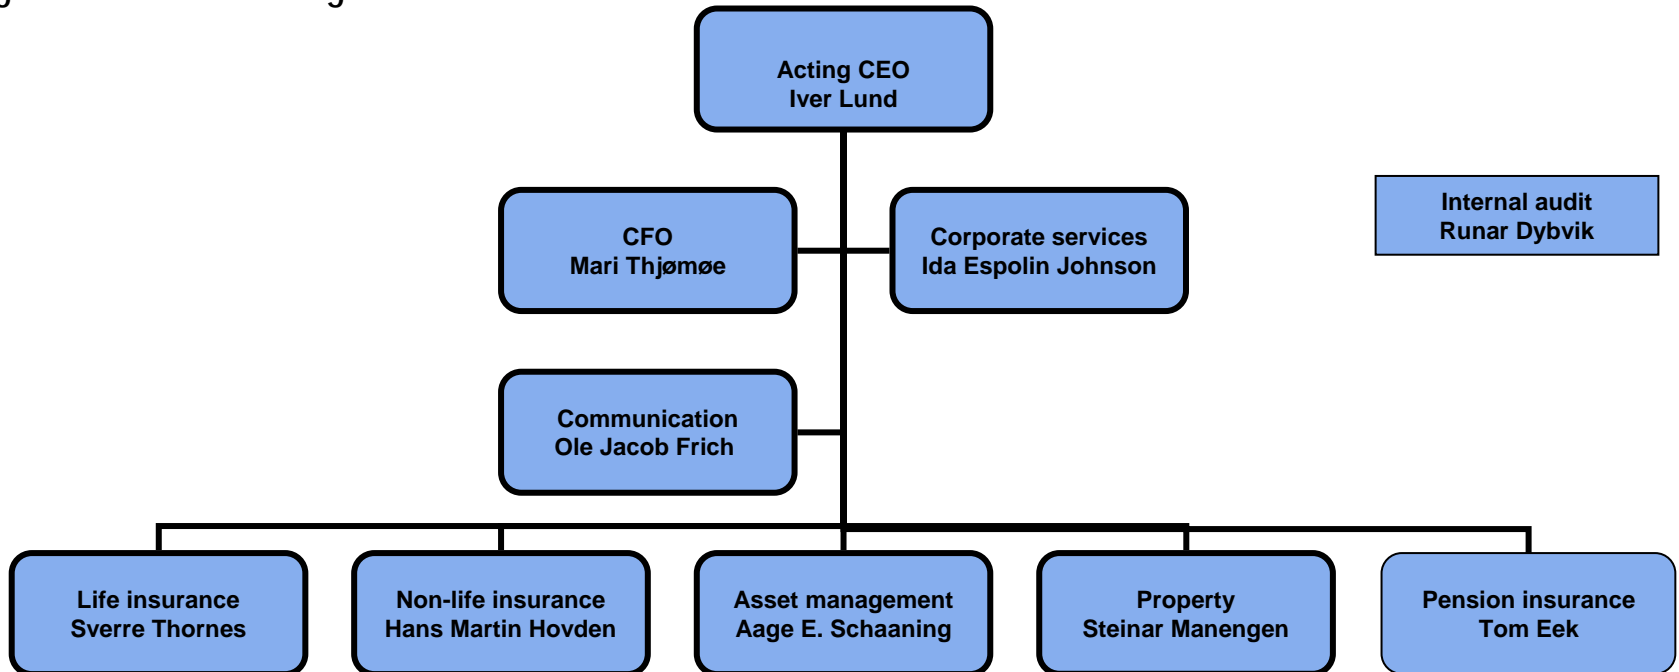 Acting CEO
Iver Lund
CFO
Mari Thjømøe
Corporate services
Ida Espolin Johnson
Internal audit
Runar Dybvik
Communication
Ole Jacob Frich
Life insurance
Sverre Thornes
Non-life insurance
Hans Martin Hovden
Asset management
Aage E. Schaaning
Property
Steinar Manengen
Pension insurance
Tom Eek